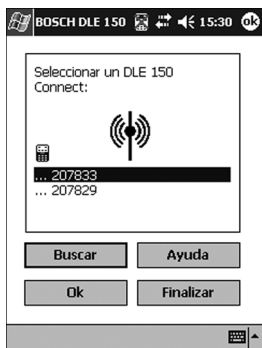 BOSCH DLE 150 15:30 ok
Seleccionar un DLE 150
Connect:
... 207833
... 207829
Buscar Ayuda
Ok Finalizar